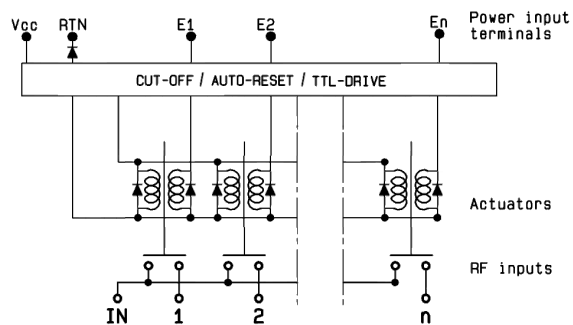 Vcc RTN E1 E2 En Power input
terminals
CUT-OFF / AUTO-RESET / TTL-DRIVE
Actuators
RF inputs
IN 1 2 n